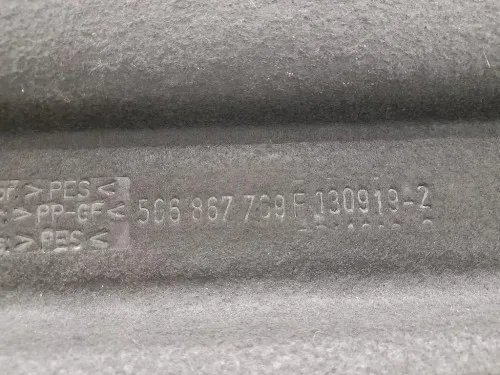 > PES <
> PP-GF <
> PES <
5G6 867 769 F 130919-2